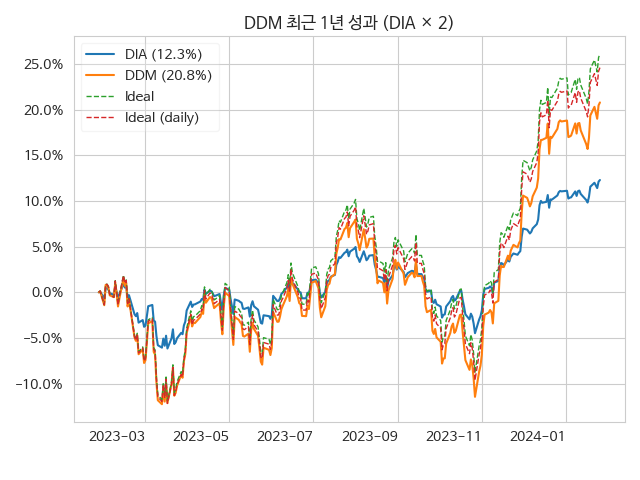 DDM 최근 1년 성과 (DIA × 2)
DIA (12.3%)
DDM (20.8%)
Ideal
Ideal (daily)
25.0%
20.0%
15.0%
10.0%
5.0%
0.0%
−5.0%
−10.0%
2023−03 2023−05 2023−07 2023−09 2023−11 2024−01